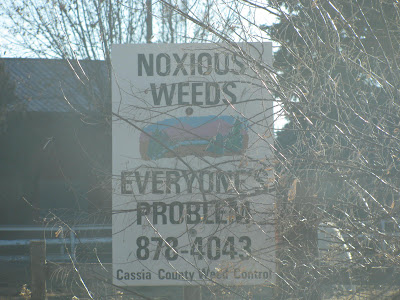 NOXIOUS
WEEDS
EVERYONE'S
PROBLEM
878-4043
Cassia County Weed Control